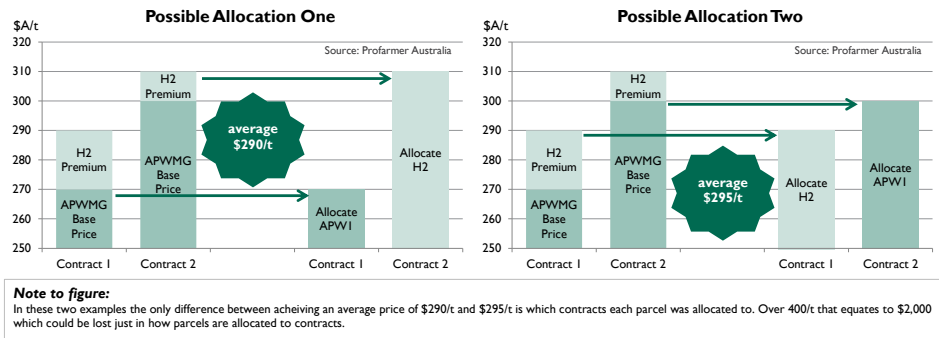 Possible Allocation One
$A/t
320
Source: Profarmer Australia
310
300
290
280
270
260
250
H2
Premium
APWMG
Base
Price
H2
Premium
APWMG
Base
Price
average
$290/t
Allocate
APW1
Allocate
H2
Contract 1
Contract 2
Contract 1
Contract 2
Possible Allocation Two
$A/t
320
Source: Profarmer Australia
310
300
290
280
270
260
250
H2
Premium
APWMG
Base
Price
H2
Premium
APWMG
Base
Price
average
$295/t
Allocate
H2
Allocate
APW1
Contract 1
Contract 2
Contract 1
Contract 2
Note to figure:
In these two examples the only difference between acheiving an average price of $290/t and $295/t is which contracts each parcel was allocated to. Over 400/t that equates to $2,000
which could be lost just in how parcels are allocated to contracts.